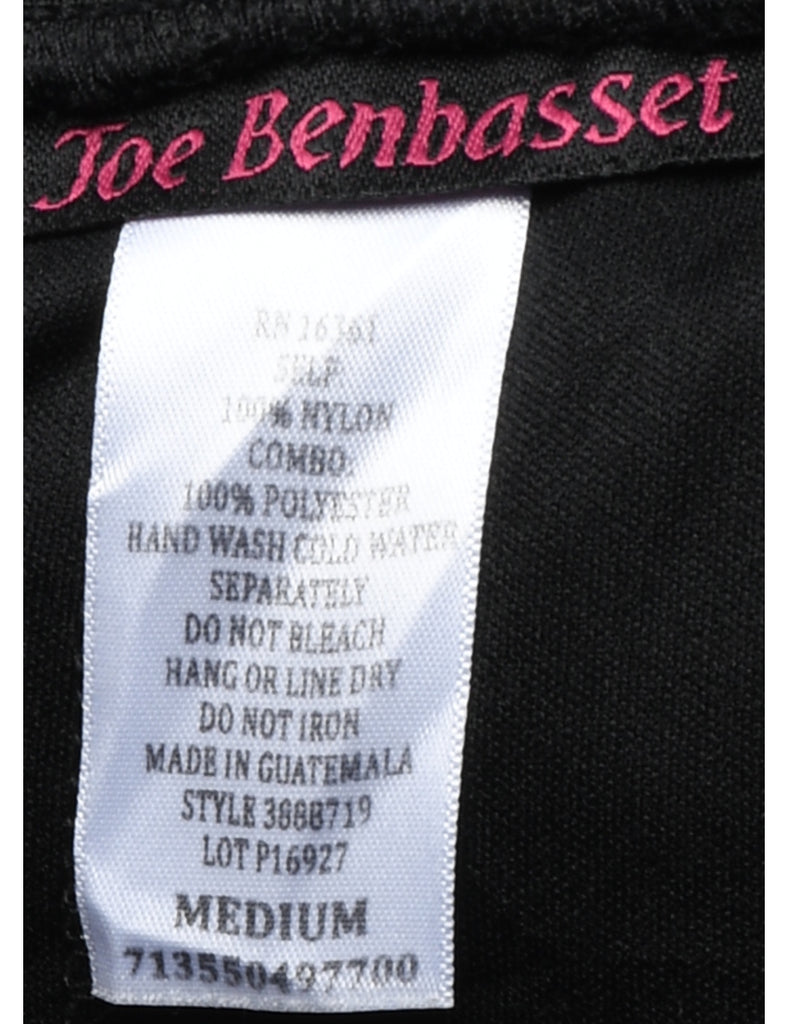 Joe Benbasset
RN 16361
SELF:
100% NYLON
COMBO:
100% POLYESTER
HAND WASH COLD WATER
SEPARATELY
DO NOT BLEACH
HANG OR LINE DRY
DO NOT IRON
MADE IN GUATEMALA
STYLE 3888719
LOT P16927
MEDIUM
713550497700